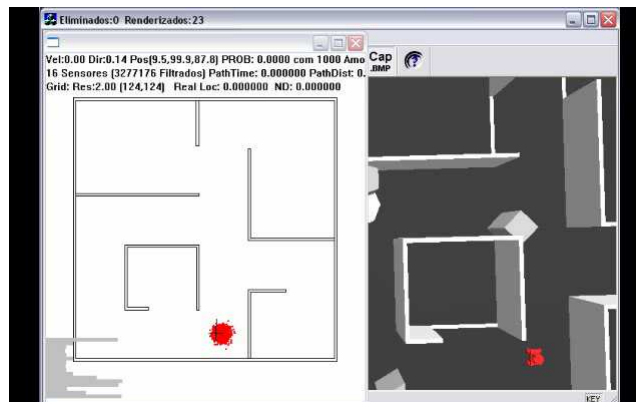 Eliminados:0 Renderizados:23
Vel:0.00 Dir:0.14 Pos(9.5,99.9,87.8) PROB: 0.0000 com 1000 Amo
16 Sensores (3277176 Filtrados) PathTime: 0.000000 PathDist: 0.
Grid: Res:2.00 (124,124) Real Loc: 0.000000 ND: 0.000000
Cap
.BMP
KEY